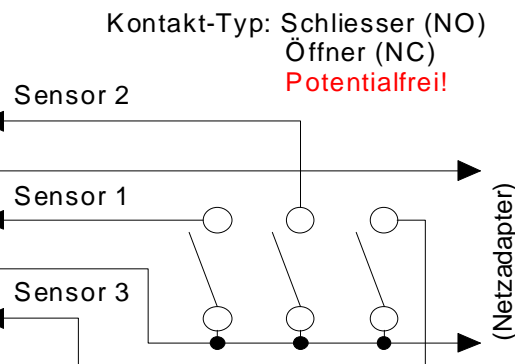 Kontakt-Typ: Schliesser (NO)
Öffner (NC)
Potentialfrei!
Sensor 2
Sensor 1
Sensor 3
(Netzadapter)